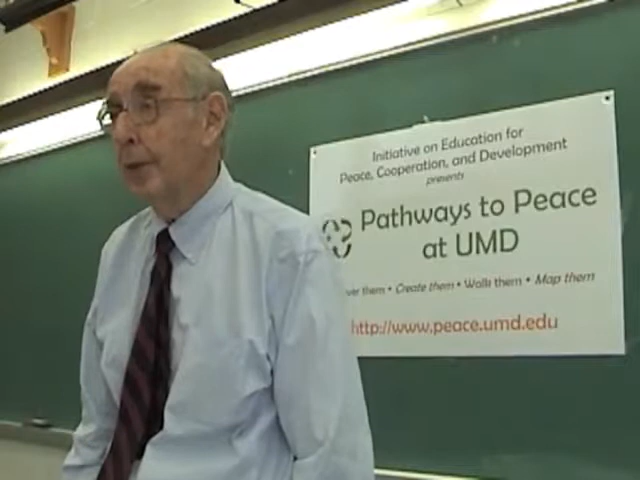 Initiative on Education for
Peace, Cooperation, and Development
presents
Pathways to Peace
at UMD
them • Create them • Walk them • Map them
http://www.peace.umd.edu